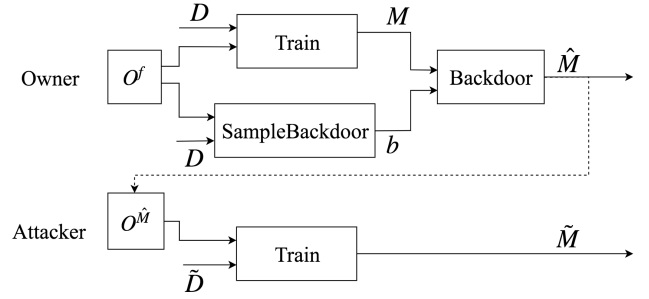 D
M
Train
Owner
O^f
Backdoor
M̂
SampleBackdoor
D
b
Attacker
O^M̂
M̃
Train
D̃